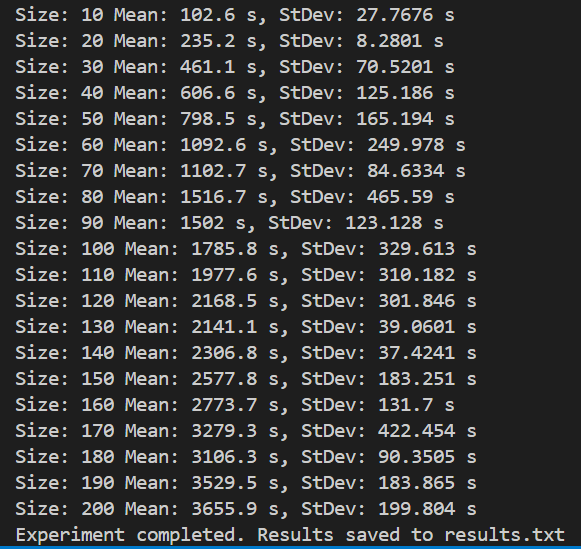 Size: 10 Mean: 102.6 s, StDev: 27.7676 s
Size: 20 Mean: 235.2 s, StDev: 8.2801 s
Size: 30 Mean: 461.1 s, StDev: 70.5201 s
Size: 40 Mean: 606.6 s, StDev: 125.186 s
Size: 50 Mean: 798.5 s, StDev: 165.194 s
Size: 60 Mean: 1092.6 s, StDev: 249.978 s
Size: 70 Mean: 1102.7 s, StDev: 84.6334 s
Size: 80 Mean: 1516.7 s, StDev: 465.59 s
Size: 90 Mean: 1502 s, StDev: 123.128 s
Size: 100 Mean: 1785.8 s, StDev: 329.613 s
Size: 110 Mean: 1977.6 s, StDev: 310.182 s
Size: 120 Mean: 2168.5 s, StDev: 301.846 s
Size: 130 Mean: 2141.1 s, StDev: 39.0601 s
Size: 140 Mean: 2306.8 s, StDev: 37.4241 s
Size: 150 Mean: 2577.8 s, StDev: 183.251 s
Size: 160 Mean: 2773.7 s, StDev: 131.7 s
Size: 170 Mean: 3279.3 s, StDev: 422.454 s
Size: 180 Mean: 3106.3 s, StDev: 90.3505 s
Size: 190 Mean: 3529.5 s, StDev: 183.865 s
Size: 200 Mean: 3655.9 s, StDev: 199.804 s
Experiment completed. Results saved to results.txt